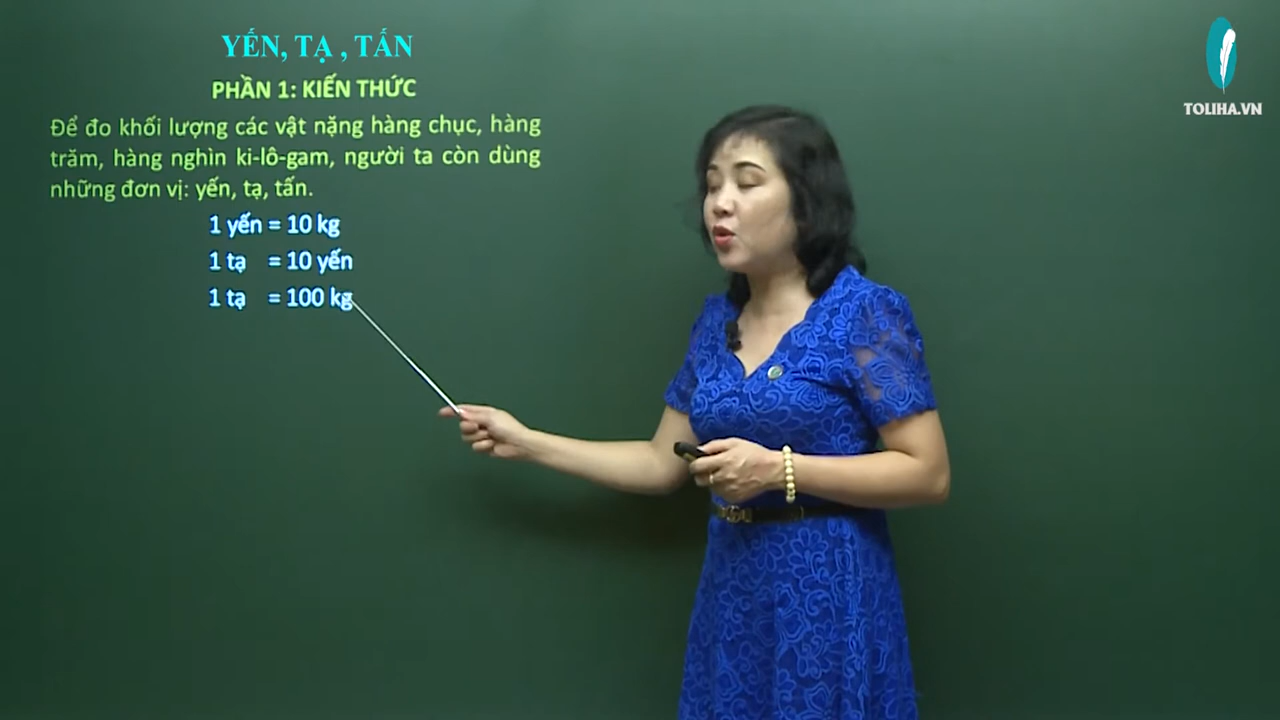 YẾN, TẠ , TẤN
PHẦN 1: KIẾN THỨC
Để đo khối lượng các vật nặng hàng chục, hàng
trăm, hàng nghìn ki-lô-gam, người ta còn dùng
những đơn vị: yến, tạ, tấn.
1 yến = 10 kg
1 tạ = 10 yến
1 tạ = 100 kg
TOLIHA.VN